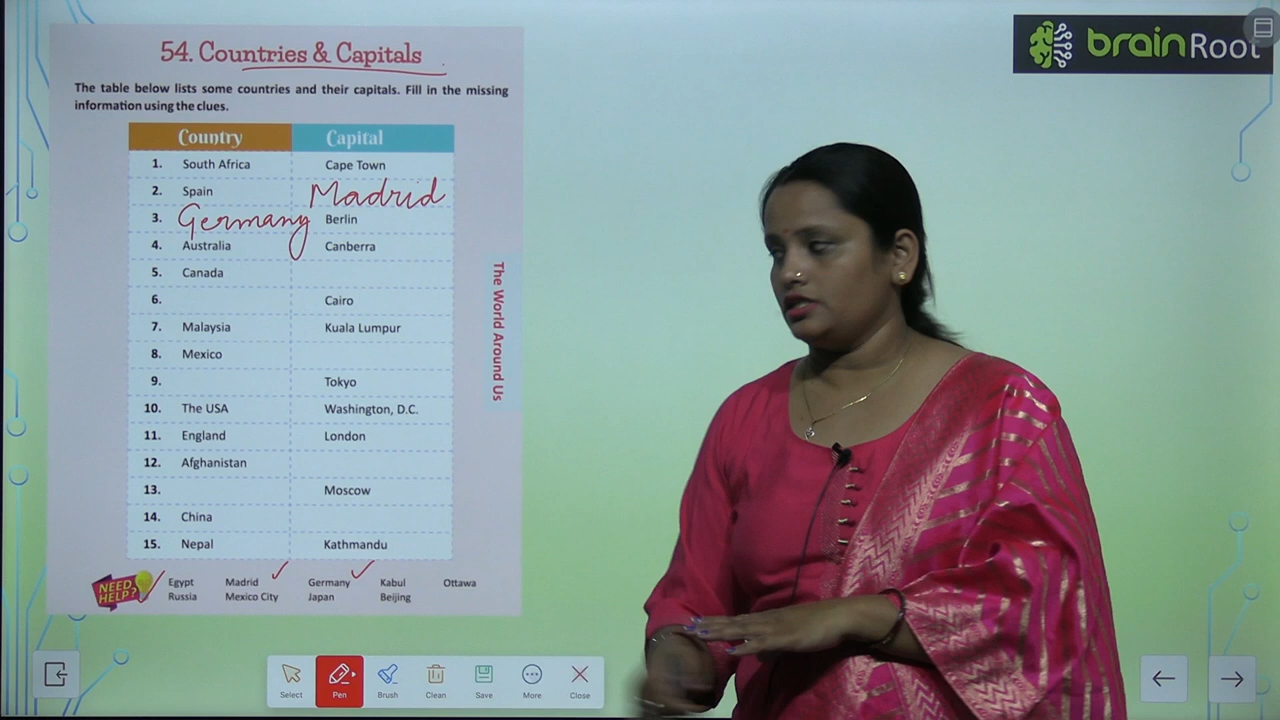 brainRoot
54. Countries & Capitals
The table below lists some countries and their capitals. Fill in the missing
information using the clues.
Country Capital
1. South Africa Cape Town
2. Spain Madrid
3. Germany Berlin
4. Australia Canberra
5. Canada
6. Cairo
7. Malaysia Kuala Lumpur
8. Mexico
9. Tokyo
10. The USA Washington, D.C.
11. England London
12. Afghanistan
13. Moscow
14. China
15. Nepal Kathmandu
The World Around Us
NEED HELP?
Egypt Madrid Germany Kabul Ottawa
Russia Mexico City Japan Beijing
Select Pen Brush Clean Save More Close